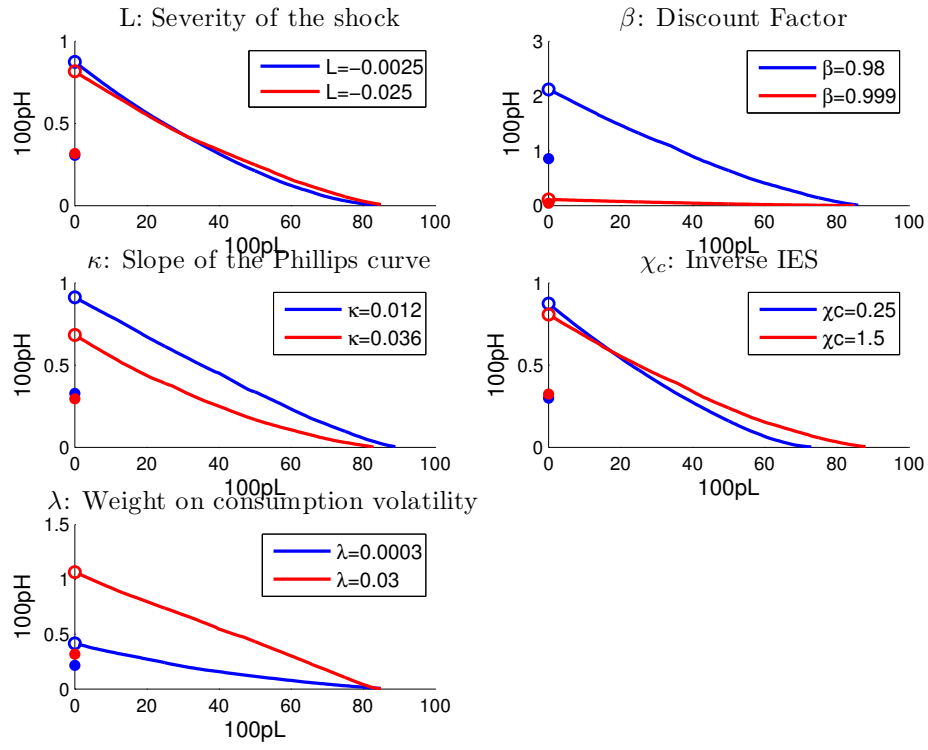 L: Severity of the shock
1
0.5
0
100pH
0 20 40 60 80 100
100pL
L=−0.0025
L=−0.025
β: Discount Factor
3
2
1
0
100pH
0 20 40 60 80 100
100pL
β=0.98
β=0.999
κ: Slope of the Phillips curve
1
0.5
0
100pH
0 20 40 60 80 100
100pL
κ=0.012
κ=0.036
χc: Inverse IES
1
0.5
0
100pH
0 20 40 60 80 100
100pL
χc=0.25
χc=1.5
λ: Weight on consumption volatility
1.5
1
0.5
0
100pH
0 20 40 60 80 100
100pL
λ=0.0003
λ=0.03